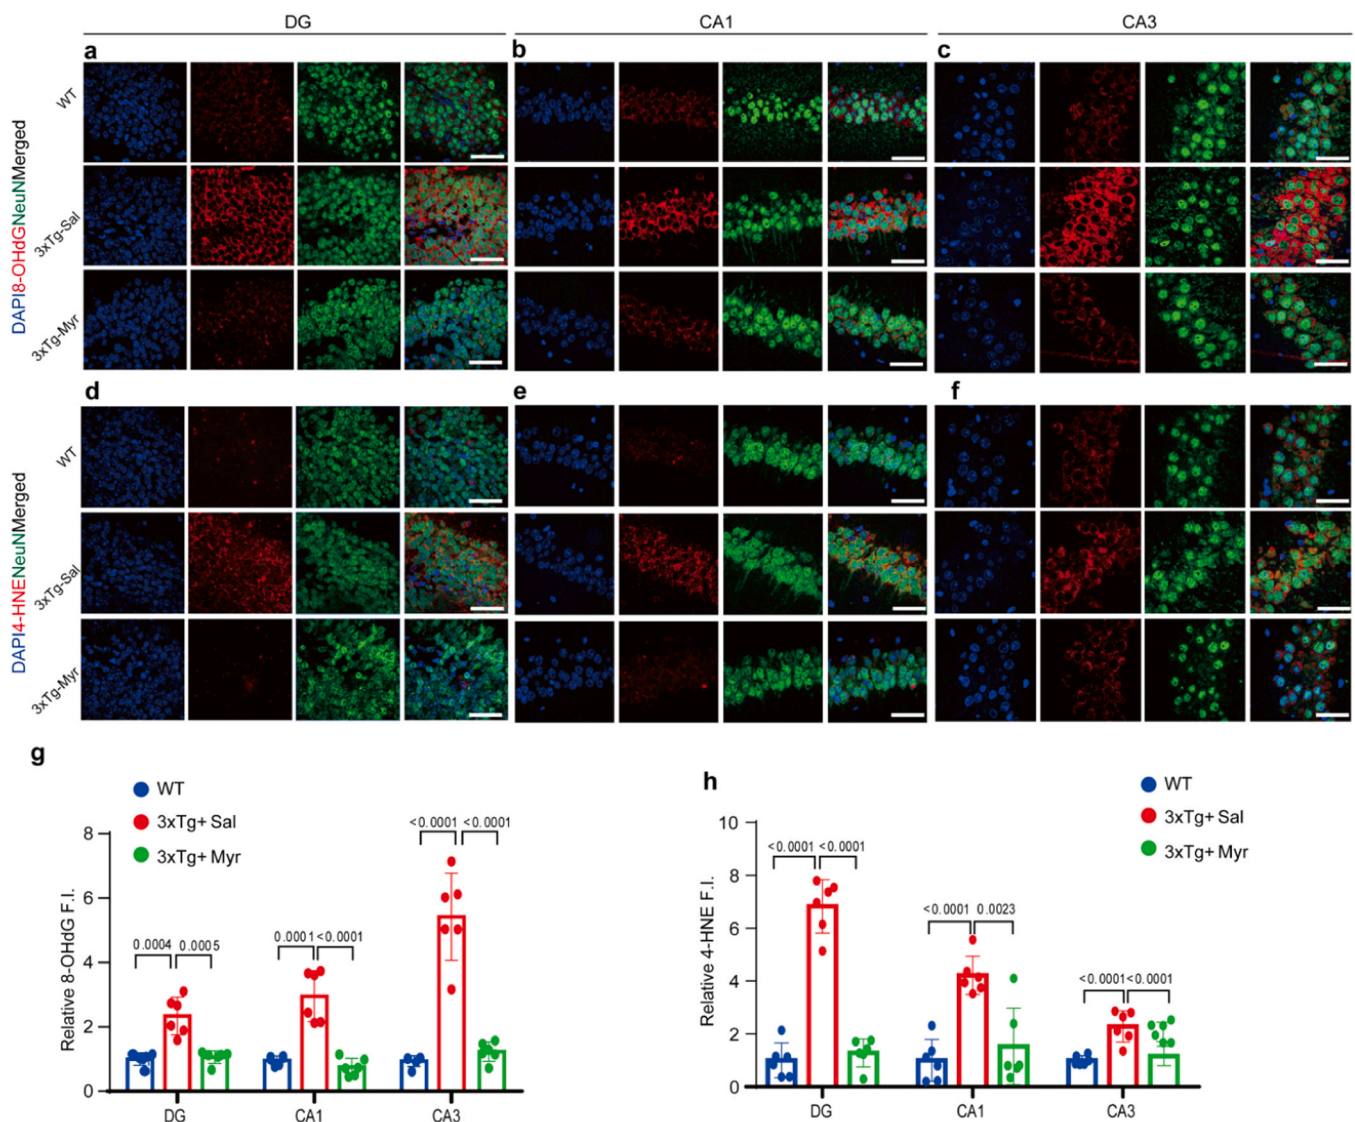 DG
CA1
CA3
a
b
c
WT
3xTg-Sal
3xTg-Myr
DAPI8-OHdGNeuNMerged
d
e
f
WT
3xTg-Sal
3xTg-Myr
DAPI4-HNENeuNMerged
g
WT
3xTg+ Sal
3xTg+ Myr
Relative 8-OHdG F.I.
8
6
4
2
0
0.0004
0.0005
0.0001
<0.0001
<0.0001
<0.0001
DG
CA1
CA3
h
WT
3xTg+ Sal
3xTg+ Myr
Relative 4-HNE F.I.
10
8
6
4
2
0
<0.0001
<0.0001
<0.0001
0.0023
<0.0001
<0.0001
DG
CA1
CA3